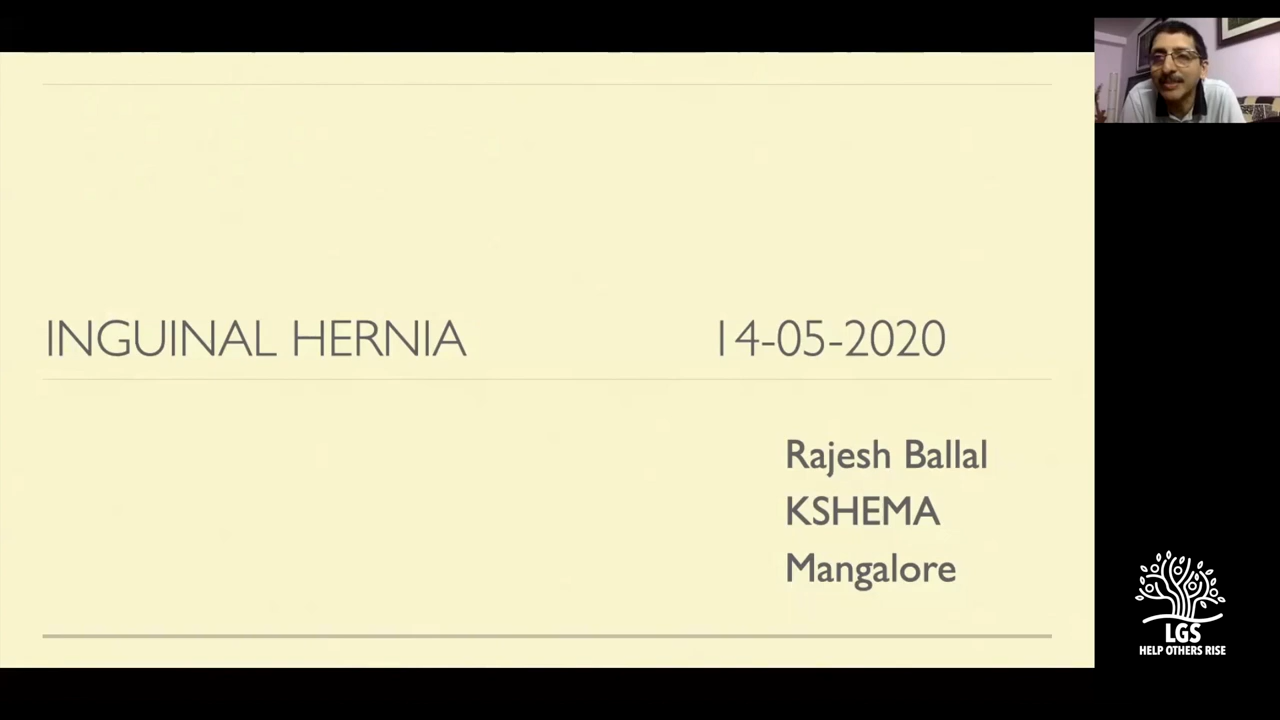 INGUINAL HERNIA 14-05-2020
Rajesh Ballal
KSHEMA
Mangalore
LGS
HELP OTHERS RISE